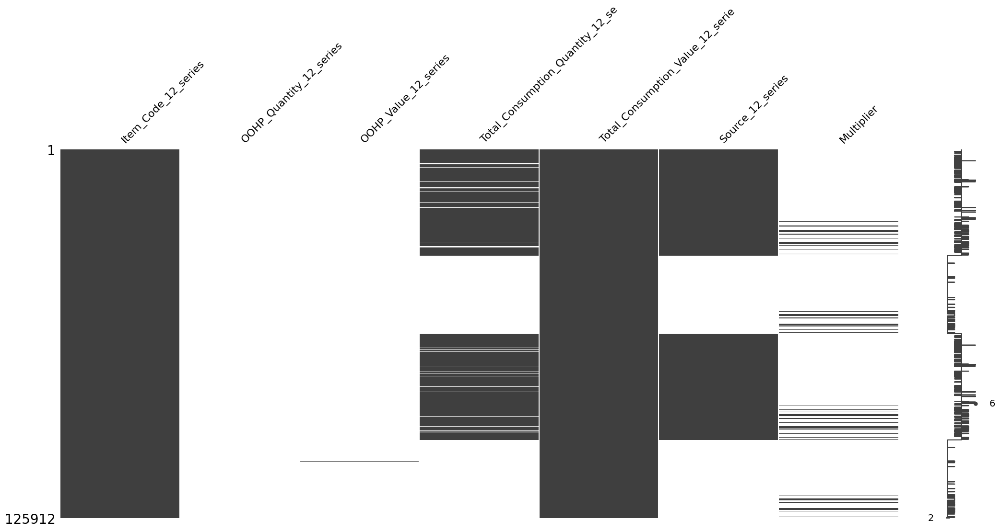 Item_Code_12_series
OOHP_Quantity_12_series
OOHP_Value_12_series
Total_Consumption_Quantity_12_se
Total_Consumption_Value_12_serie
Source_12_series
Multiplier
1
6
2
125912